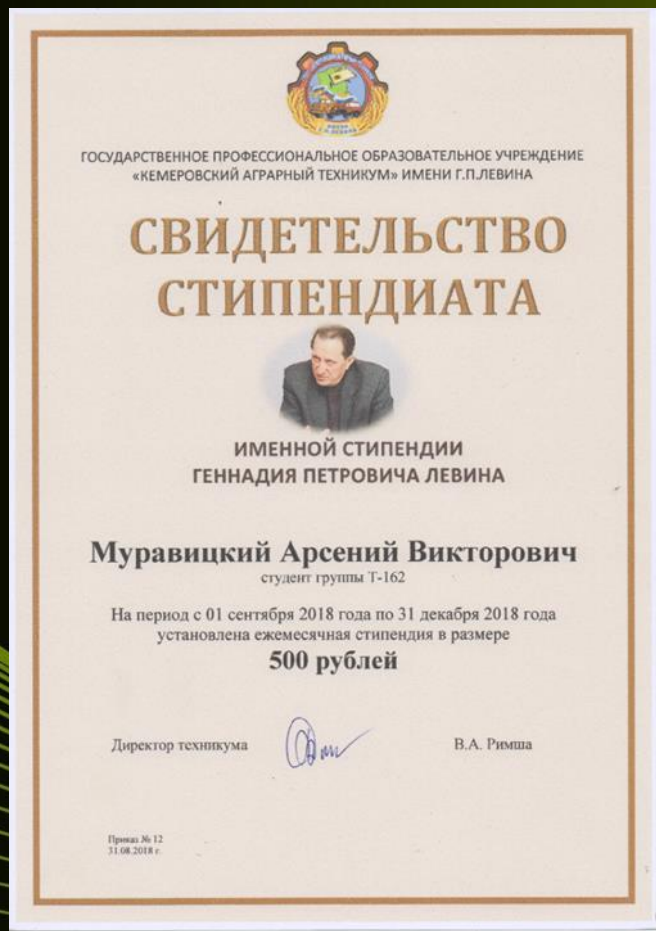 ИМЕНИ
Г.П. ЛЕВИНА
ГОСУДАРСТВЕННОЕ ПРОФЕССИОНАЛЬНОЕ ОБРАЗОВАТЕЛЬНОЕ УЧРЕЖДЕНИЕ
«КЕМЕРОВСКИЙ АГРАРНЫЙ ТЕХНИКУМ» ИМЕНИ Г.П.ЛЕВИНА
СВИДЕТЕЛЬСТВО
СТИПЕНДИАТА
ИМЕННОЙ СТИПЕНДИИ
ГЕННАДИЯ ПЕТРОВИЧА ЛЕВИНА
Муравицкий Арсений Викторович
студент группы Т-162
На период с 01 сентября 2018 года по 31 декабря 2018 года
установлена ежемесячная стипендия в размере
500 рублей
Директор техникума В.А. Римша
Приказ № 12
31.08.2018 г.